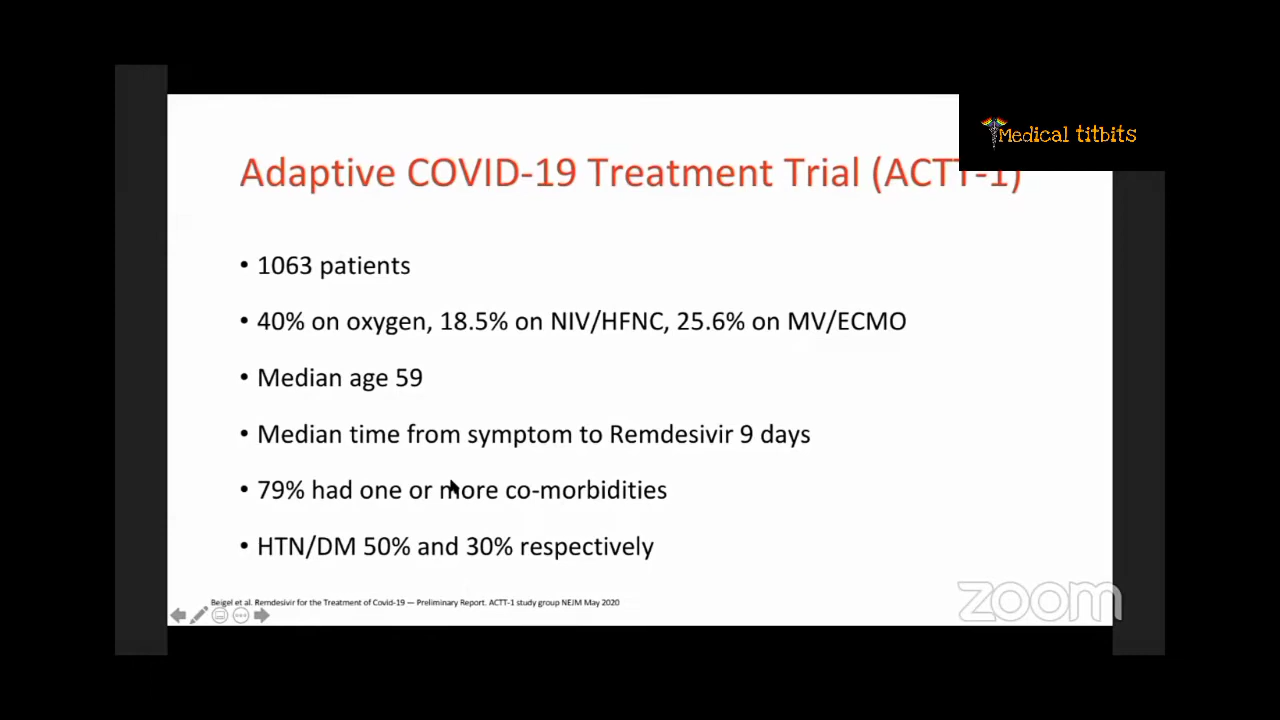 Medical titbits
Adaptive COVID-19 Treatment Trial (ACTT-1)
• 1063 patients
• 40% on oxygen, 18.5% on NIV/HFNC, 25.6% on MV/ECMO
• Median age 59
• Median time from symptom to Remdesivir 9 days
• 79% had one or more co-morbidities
• HTN/DM 50% and 30% respectively
Beigel et al. Remdesivir for the Treatment of Covid-19 — Preliminary Report. ACTT-1 study group NEJM May 2020
zoom